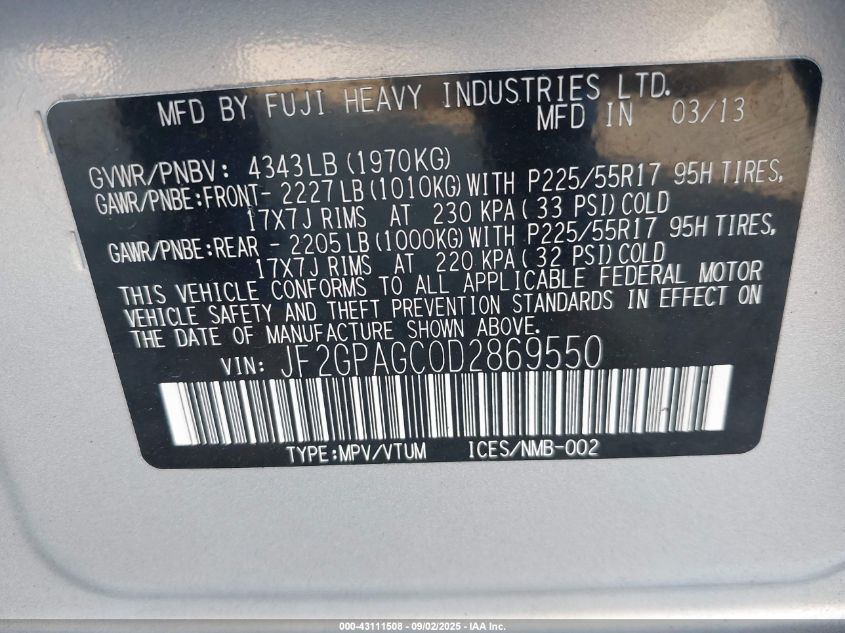 MFD BY FUJI HEAVY INDUSTRIES LTD.
MFD IN 03/13
GVWR/PNBV: 4343LB(1970KG)
GAWR/PNBE:FRONT- 2227LB(1010KG)WITH P225/55R17 95H TIRES,
17X7J RIMS AT 230 KPA(33 PSI)COLD
GAWR/PNBE:REAR - 2205LB(1000KG)WITH P225/55R17 95H TIRES,
17X7J RIMS AT 220 KPA(32 PSI)COLD
THIS VEHICLE CONFORMS TO ALL APPLICABLE FEDERAL MOTOR
VEHICLE SAFETY AND THEFT PREVENTION STANDARDS IN EFFECT ON
THE DATE OF MANUFACTURE SHOWN ABOVE.
VIN: JF2GPAGC0D2869550
TYPE:MPV/VTUM ICES/NMB-002
000-43111508 - 09/02/2025 - IAA Inc.